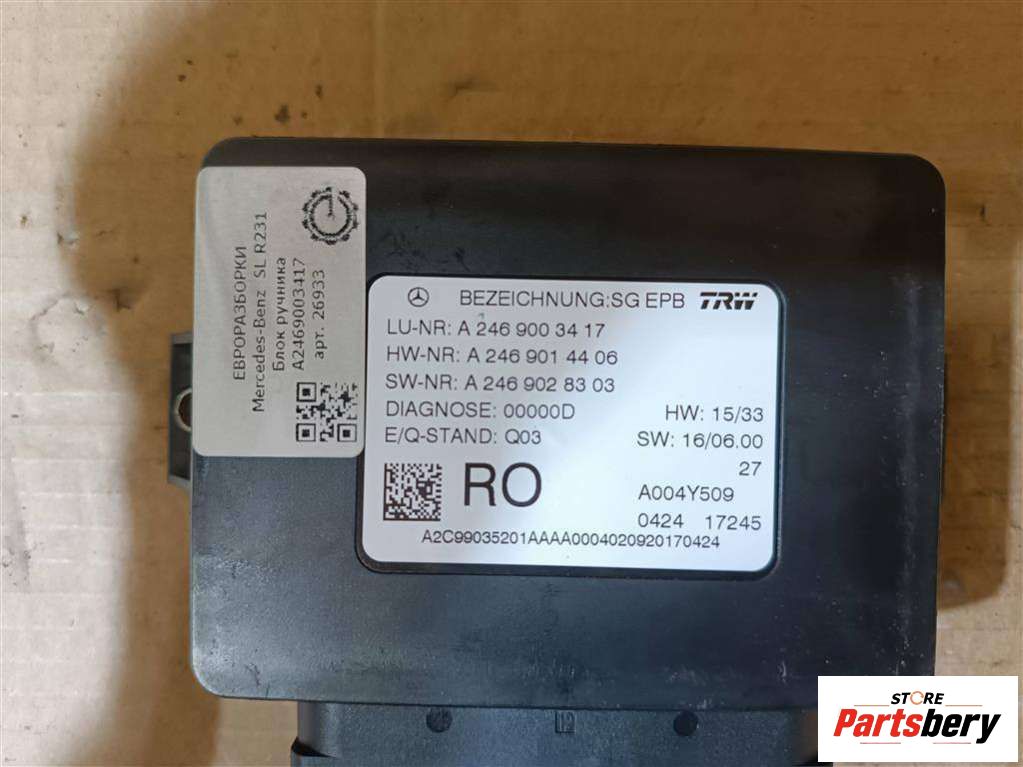 ЕВРОРАЗБОРКИ
Mercedes-Benz SL R231
Блок ручника
A2469003417
арт. 26933
BEZEICHNUNG:SG EPB TRW
LU-NR: A 246 900 34 17
HW-NR: A 246 901 44 06
SW-NR: A 246 902 83 03
DIAGNOSE: 00000D HW: 15/33
E/Q-STAND: Q03 SW: 16/06.00
27
RO A004Y509
0424 17245
A2C99035201AAAA0004020920170424
12
STORE
Partsbery